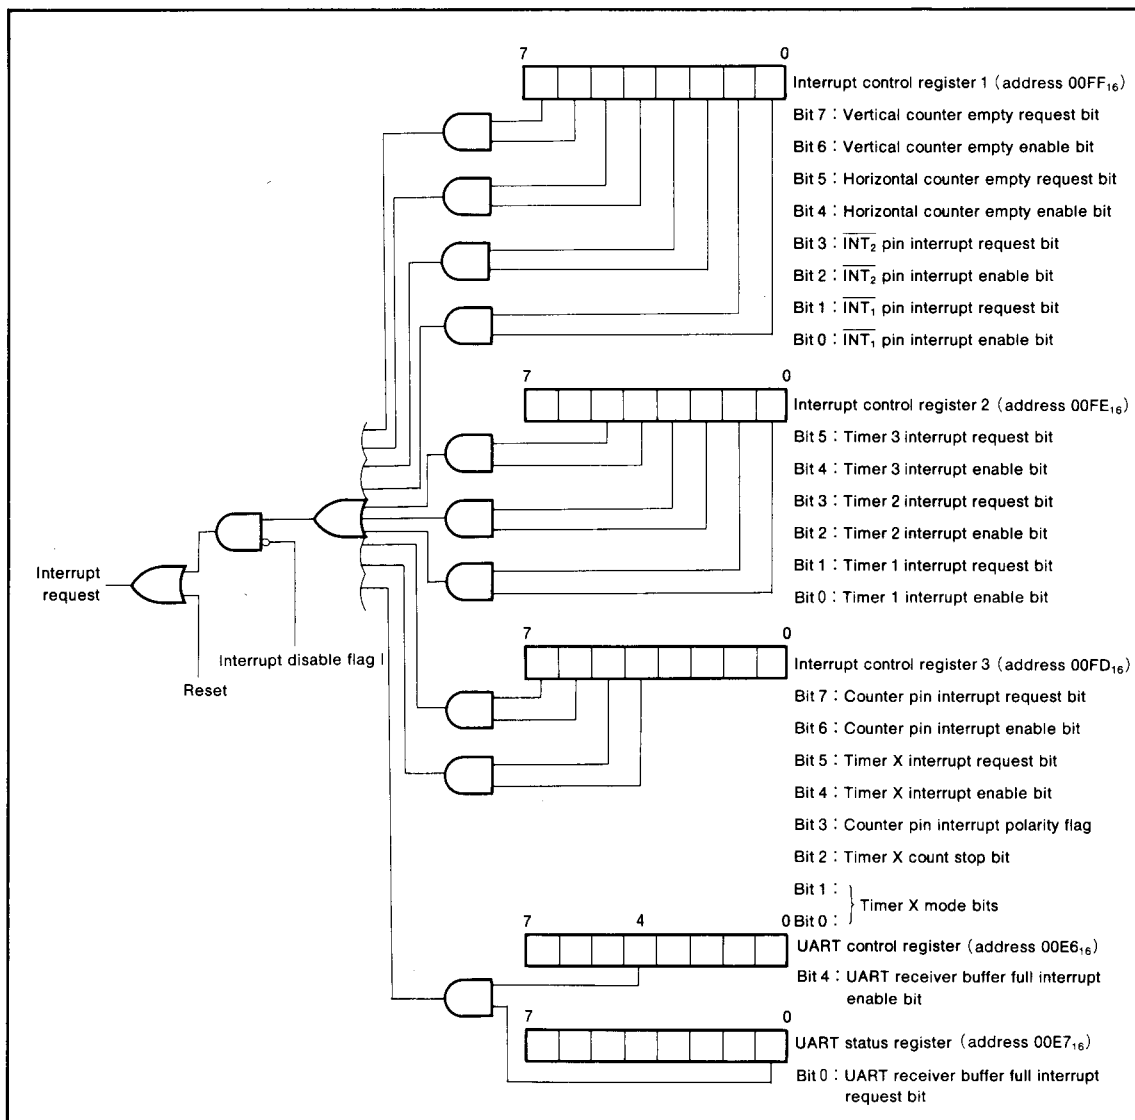 7 0
Interrupt control register 1 (address 00FF₁₆)
Bit 7 : Vertical counter empty request bit
Bit 6 : Vertical counter empty enable bit
Bit 5 : Horizontal counter empty request bit
Bit 4 : Horizontal counter empty enable bit
Bit 3 : I̅N̅T̅₂̅ pin interrupt request bit
Bit 2 : I̅N̅T̅₂̅ pin interrupt enable bit
Bit 1 : I̅N̅T̅₁̅ pin interrupt request bit
Bit 0 : I̅N̅T̅₁̅ pin interrupt enable bit
7 0
Interrupt control register 2 (address 00FE₁₆)
Bit 5 : Timer 3 interrupt request bit
Bit 4 : Timer 3 interrupt enable bit
Bit 3 : Timer 2 interrupt request bit
Bit 2 : Timer 2 interrupt enable bit
Bit 1 : Timer 1 interrupt request bit
Bit 0 : Timer 1 interrupt enable bit
Interrupt
request
Interrupt disable flag I
Reset
7 0
Interrupt control register 3 (address 00FD₁₆)
Bit 7 : Counter pin interrupt request bit
Bit 6 : Counter pin interrupt enable bit
Bit 5 : Timer X interrupt request bit
Bit 4 : Timer X interrupt enable bit
Bit 3 : Counter pin interrupt polarity flag
Bit 2 : Timer X count stop bit
Bit 1 :
Timer X mode bits
Bit 0 :
7 4 0
UART control register (address 00E6₁₆)
Bit 4 : UART receiver buffer full interrupt
enable bit
7 0
UART status register (address 00E7₁₆)
Bit 0 : UART receiver buffer full interrupt
request bit